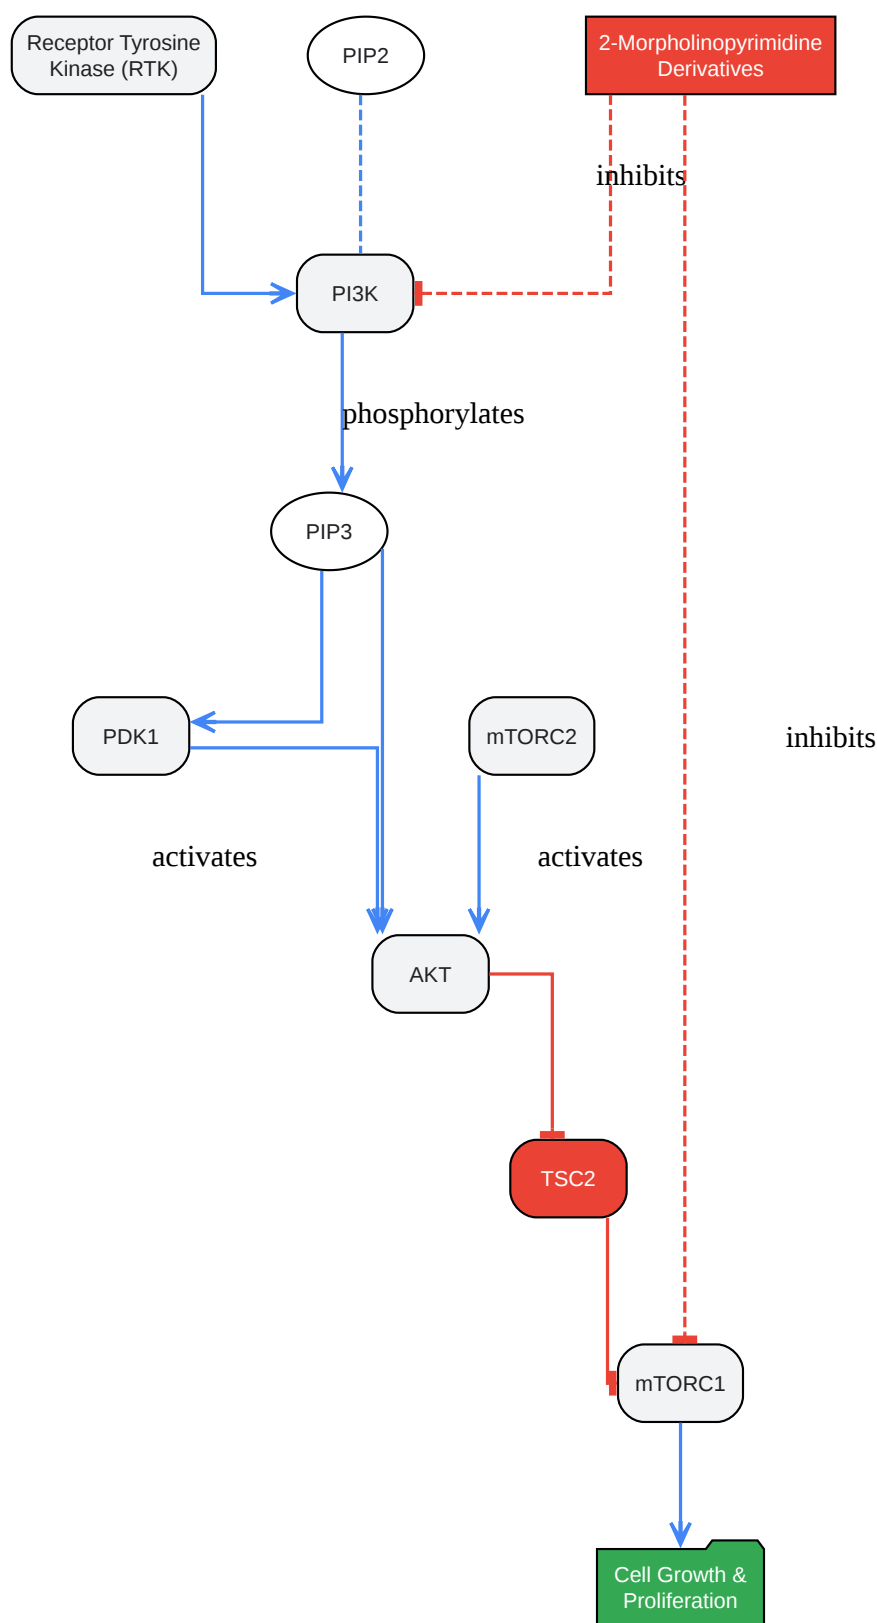 Receptor Tyrosine
Kinase (RTK)
PIP2
2-Morpholinopyrimidine
Derivatives
inhibits
PI3K
phosphorylates
PIP3
PDK1
mTORC2
inhibits
activates
activates
AKT
TSC2
mTORC1
Cell Growth &
Proliferation